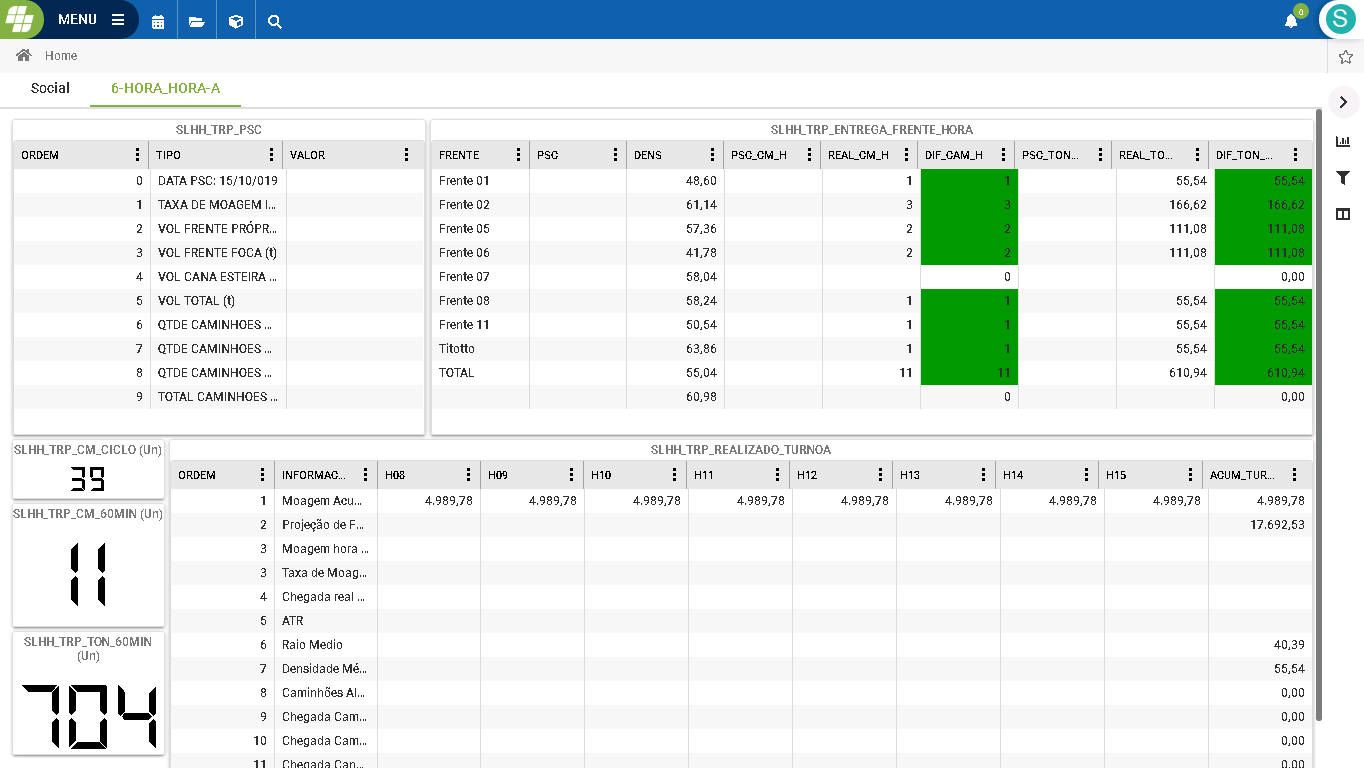 MENU
0
S
Home
Social 6-HORA_HORA-A
SLHH_TRP_PSC
ORDEM TIPO VALOR
0 DATA PSC: 15/10/019
1 TAXA DE MOAGEM I...
2 VOL FRENTE PRÓPR...
3 VOL FRENTE FOCA (t)
4 VOL CANA ESTEIRA ...
5 VOL TOTAL (t)
6 QTDE CAMINHOES ...
7 QTDE CAMINHOES ...
8 QTDE CAMINHOES ...
9 TOTAL CAMINHOES ...
SLHH_TRP_ENTREGA_FRENTE_HORA
FRENTE PSC DENS PSC_CM_H REAL_CM_H DIF_CAM_H PSC_TON... REAL_TO... DIF_TON_...
Frente 01 48,60 1 1 55,54 55,54
Frente 02 61,14 3 3 166,62 166,62
Frente 05 57,36 2 2 111,08 111,08
Frente 06 41,78 2 2 111,08 111,08
Frente 07 58,04 0 0,00
Frente 08 58,24 1 1 55,54 55,54
Frente 11 50,54 1 1 55,54 55,54
Titotto 63,86 1 1 55,54 55,54
TOTAL 55,04 11 11 610,94 610,94
60,98 0 0,00
SLHH_TRP_CM_CICLO (Un)
39
SLHH_TRP_CM_60MIN (Un)
11
SLHH_TRP_TON_60MIN
(Un)
704
SLHH_TRP_REALIZADO_TURNOA
ORDEM INFORMAC... H08 H09 H10 H11 H12 H13 H14 H15 ACUM_TUR...
1 Moagem Acu... 4.989,78 4.989,78 4.989,78 4.989,78 4.989,78 4.989,78 4.989,78 4.989,78 4.989,78
2 Projeção de F... 17.692,53
3 Moagem hora ...
3 Taxa de Moag...
4 Chegada real ...
5 ATR
6 Raio Medio 40,39
7 Densidade Mé... 55,54
8 Caminhões Al... 0,00
9 Chegada Cam... 0,00
10 Chegada Cam... 0,00
11 Chegada Can... 0,00